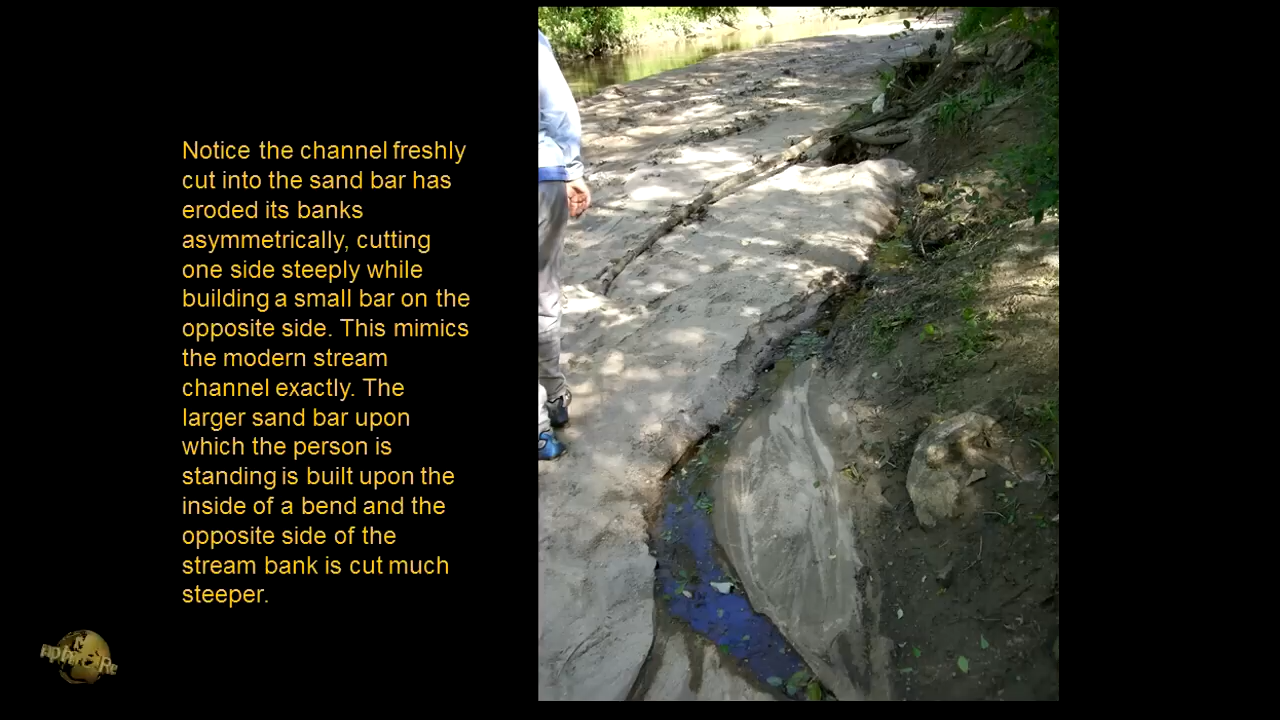 Notice the channel freshly
cut into the sand bar has
eroded its banks
asymmetrically, cutting
one side steeply while
building a small bar on the
opposite side. This mimics
the modern stream
channel exactly. The
larger sand bar upon
which the person is
standing is built upon the
inside of a bend and the
opposite side of the
stream bank is cut much
steeper.